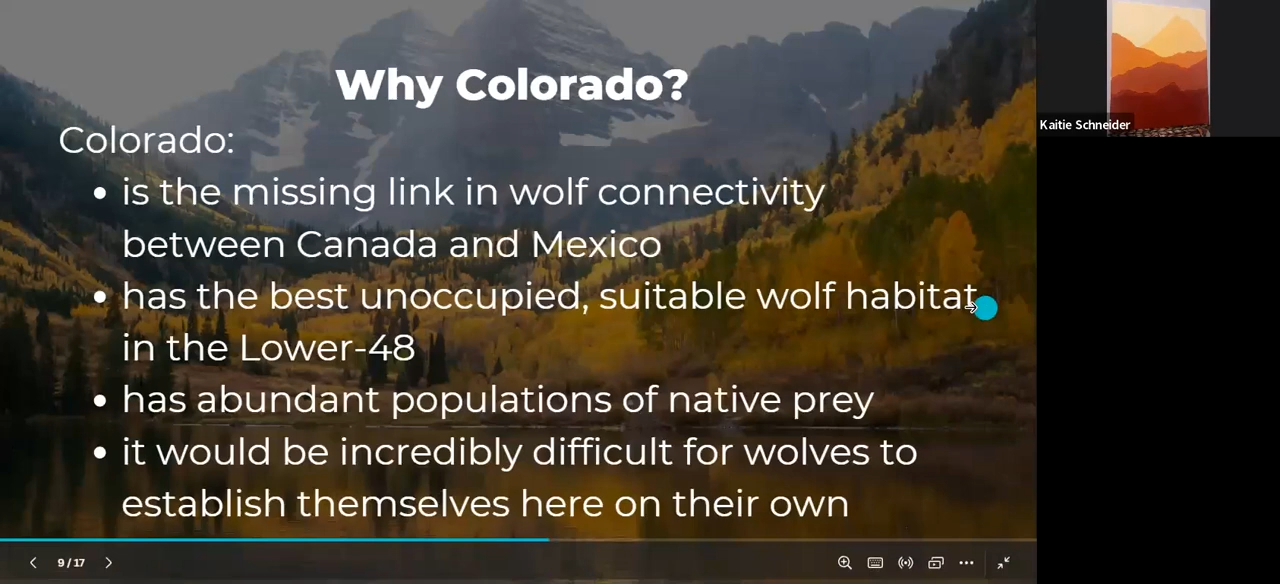 Why Colorado?
Colorado:
• is the missing link in wolf connectivity
between Canada and Mexico
• has the best unoccupied, suitable wolf habitat
in the Lower-48
• has abundant populations of native prey
• it would be incredibly difficult for wolves to
establish themselves here on their own
9 / 17
Kaitie Schneider